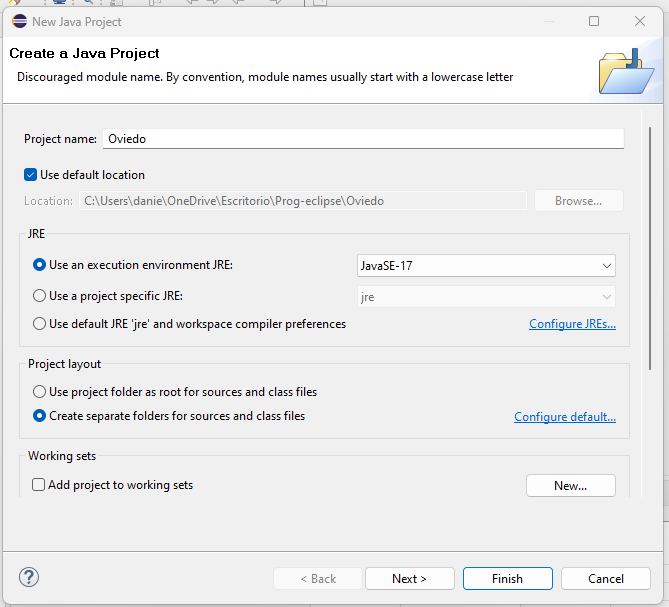 New Java Project
Create a Java Project
Discouraged module name. By convention, module names usually start with a lowercase letter
Project name: Oviedo
Use default location
Location: C:\Users\danie\OneDrive\Escritorio\Prog-eclipse\Oviedo Browse...
JRE
Use an execution environment JRE: JavaSE-17
Use a project specific JRE: jre
Use default JRE 'jre' and workspace compiler preferences Configure JREs...
Project layout
Use project folder as root for sources and class files
Create separate folders for sources and class files Configure default...
Working sets
Add project to working sets New...
? < Back Next > Finish Cancel